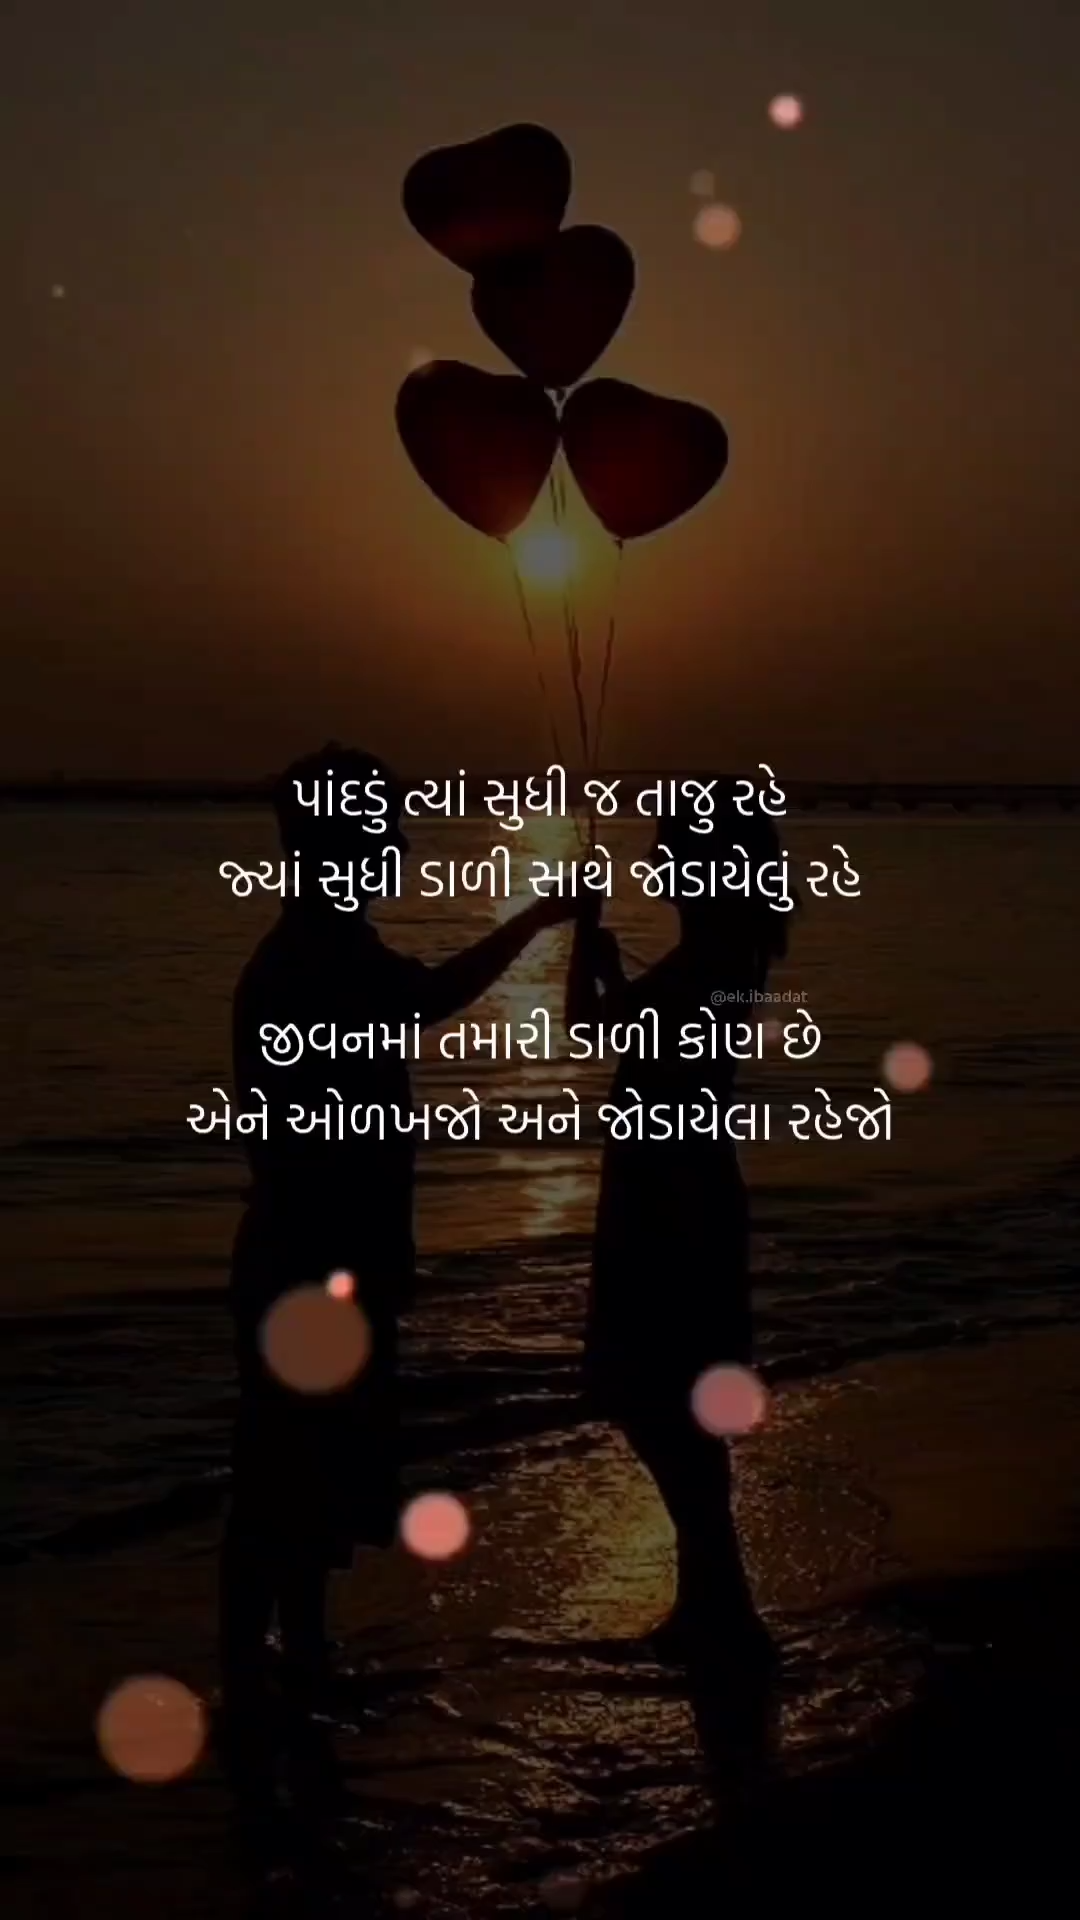 પાંદડું ત્યાં સુધી જ તાજુ રહે
જ્યાં સુધી ડાળી સાથે જોડાયેલું રહે
@ek.ibaadat
જીવનમાં તમારી ડાળી કોણ છે
એને ઓળખજો અને જોડાયેલા રહેજો